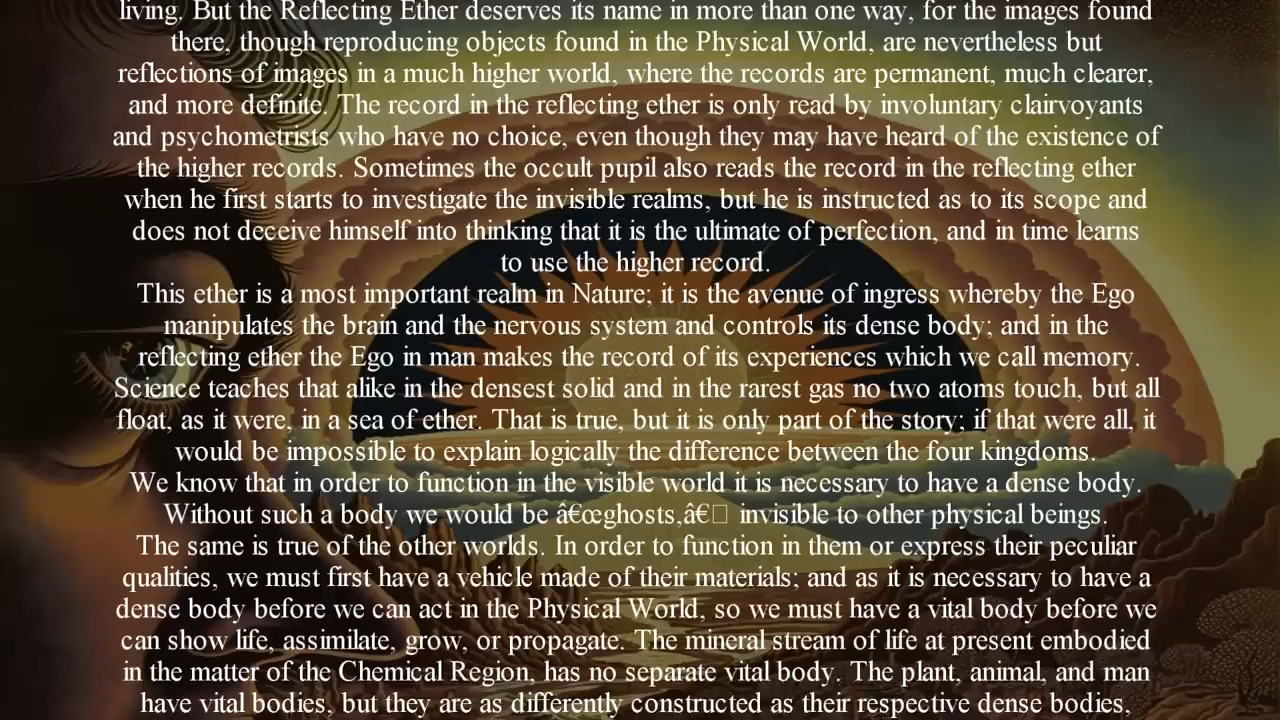 living. But the Reflecting Ether deserves its name in more than one way, for the images found
there, though reproducing objects found in the Physical World, are nevertheless but
reflections of images in a much higher world, where the records are permanent, much clearer,
and more definite. The record in the reflecting ether is only read by involuntary clairvoyants
and psychometrists who have no choice, even though they may have heard of the existence of
the higher records. Sometimes the occult pupil also reads the record in the reflecting ether
when he first starts to investigate the invisible realms, but he is instructed as to its scope and
does not deceive himself into thinking that it is the ultimate of perfection, and in time learns
to use the higher record.
This ether is a most important realm in Nature; it is the avenue of ingress whereby the Ego
manipulates the brain and the nervous system and controls its dense body; and in the
reflecting ether the Ego in man makes the record of its experiences which we call memory.
Science teaches that alike in the densest solid and in the rarest gas no two atoms touch, but all
float, as it were, in a sea of ether. That is true, but it is only part of the story; if that were all, it
would be impossible to explain logically the difference between the four kingdoms.
We know that in order to function in the visible world it is necessary to have a dense body.
Without such a body we would be â€œghosts,â€□ invisible to other physical beings.
The same is true of the other worlds. In order to function in them or express their peculiar
qualities, we must first have a vehicle made of their materials; and as it is necessary to have a
dense body before we can act in the Physical World, so we must have a vital body before we
can show life, assimilate, grow, or propagate. The mineral stream of life at present embodied
in the matter of the Chemical Region, has no separate vital body. The plant, animal, and man
have vital bodies, but they are as differently constructed as their respective dense bodies,